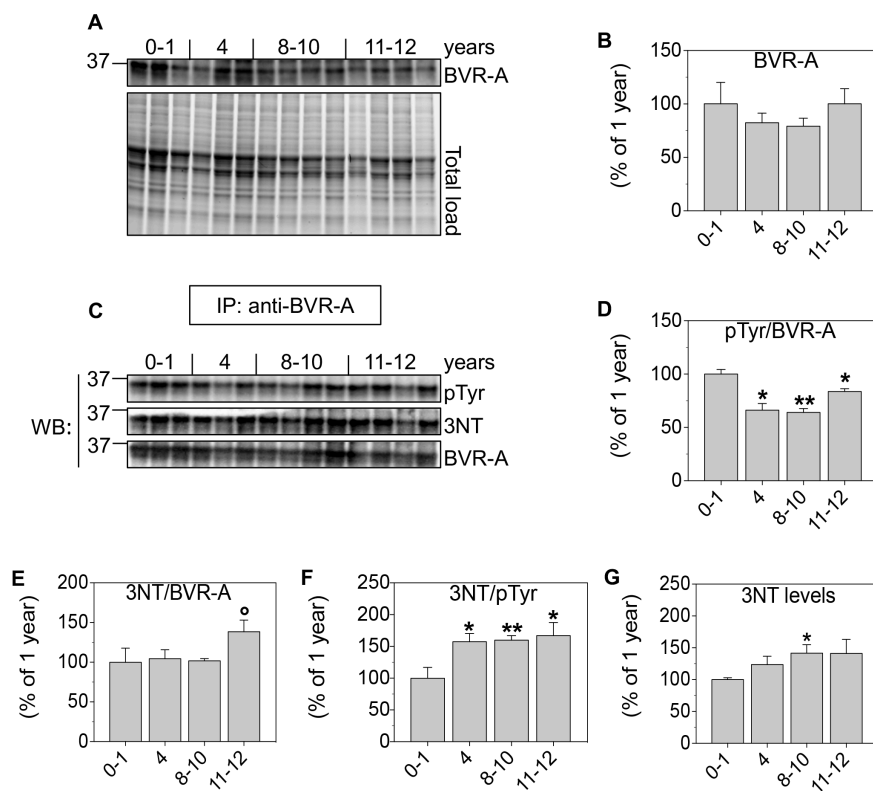 A
0-1 | 4 | 8-10 | 11-12 years
37
BVR-A
Total load
B
BVR-A
(% of 1 year)
150
100
50
0
0-1
4
8-10
11-12
C
IP: anti-BVR-A
0-1 | 4 | 8-10 | 11-12 years
WB:
37
pTyr
37
3NT
37
BVR-A
D
pTyr/BVR-A
(% of 1 year)
150
100
50
0
* ** *
0-1
4
8-10
11-12
E
3NT/BVR-A
(% of 1 year)
200
150
100
50
0
°
0-1
4
8-10
11-12
F
3NT/pTyr
(% of 1 year)
250
200
150
100
50
0
* ** *
0-1
4
8-10
11-12
G
3NT levels
(% of 1 year)
250
200
150
100
50
0
*
0-1
4
8-10
11-12